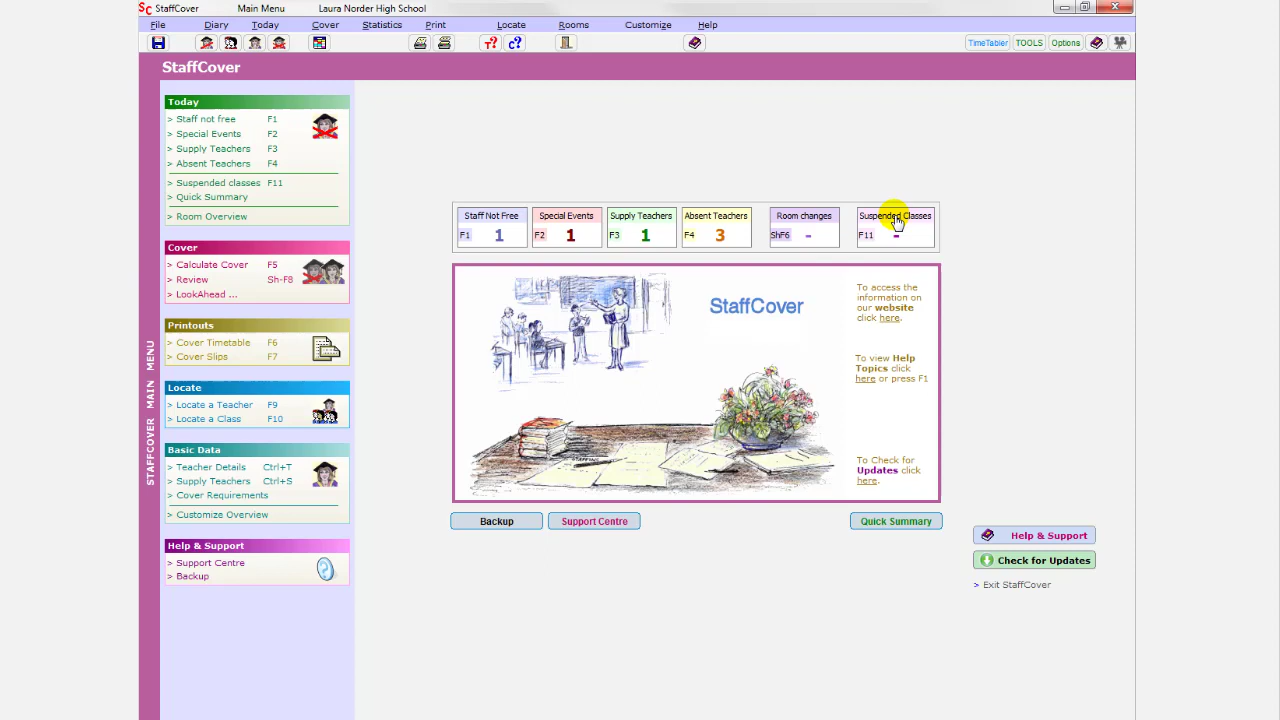 SC StaffCover Main Menu Laura Norder High School
File Diary Today Cover Statistics Print Locate Rooms Customize Help
T? C? TimeTabler TOOLS Options
StaffCover
STAFFCOVER MAIN MENU
Today
> Staff not free F1
> Special Events F2
> Supply Teachers F3
> Absent Teachers F4
> Suspended classes F11
> Quick Summary
> Room Overview
Cover
> Calculate Cover F5
> Review Sh-F8
> LookAhead ...
Printouts
> Cover Timetable F6
> Cover Slips F7
Locate
> Locate a Teacher F9
> Locate a Class F10
Basic Data
> Teacher Details Ctrl+T
> Supply Teachers Ctrl+S
> Cover Requirements
> Customize Overview
Help & Support
> Support Centre
> Backup
Staff Not Free Special Events Supply Teachers Absent Teachers Room changes Suspended Classes
F1 1 F2 1 F3 1 F4 3 ShF6 - F11 -
StaffCover
To access the
information on
our website
click here.
To view Help
Topics click
here or press F1
To Check for
Updates click
here.
Backup Support Centre Quick Summary
Help & Support
Check for Updates
> Exit StaffCover